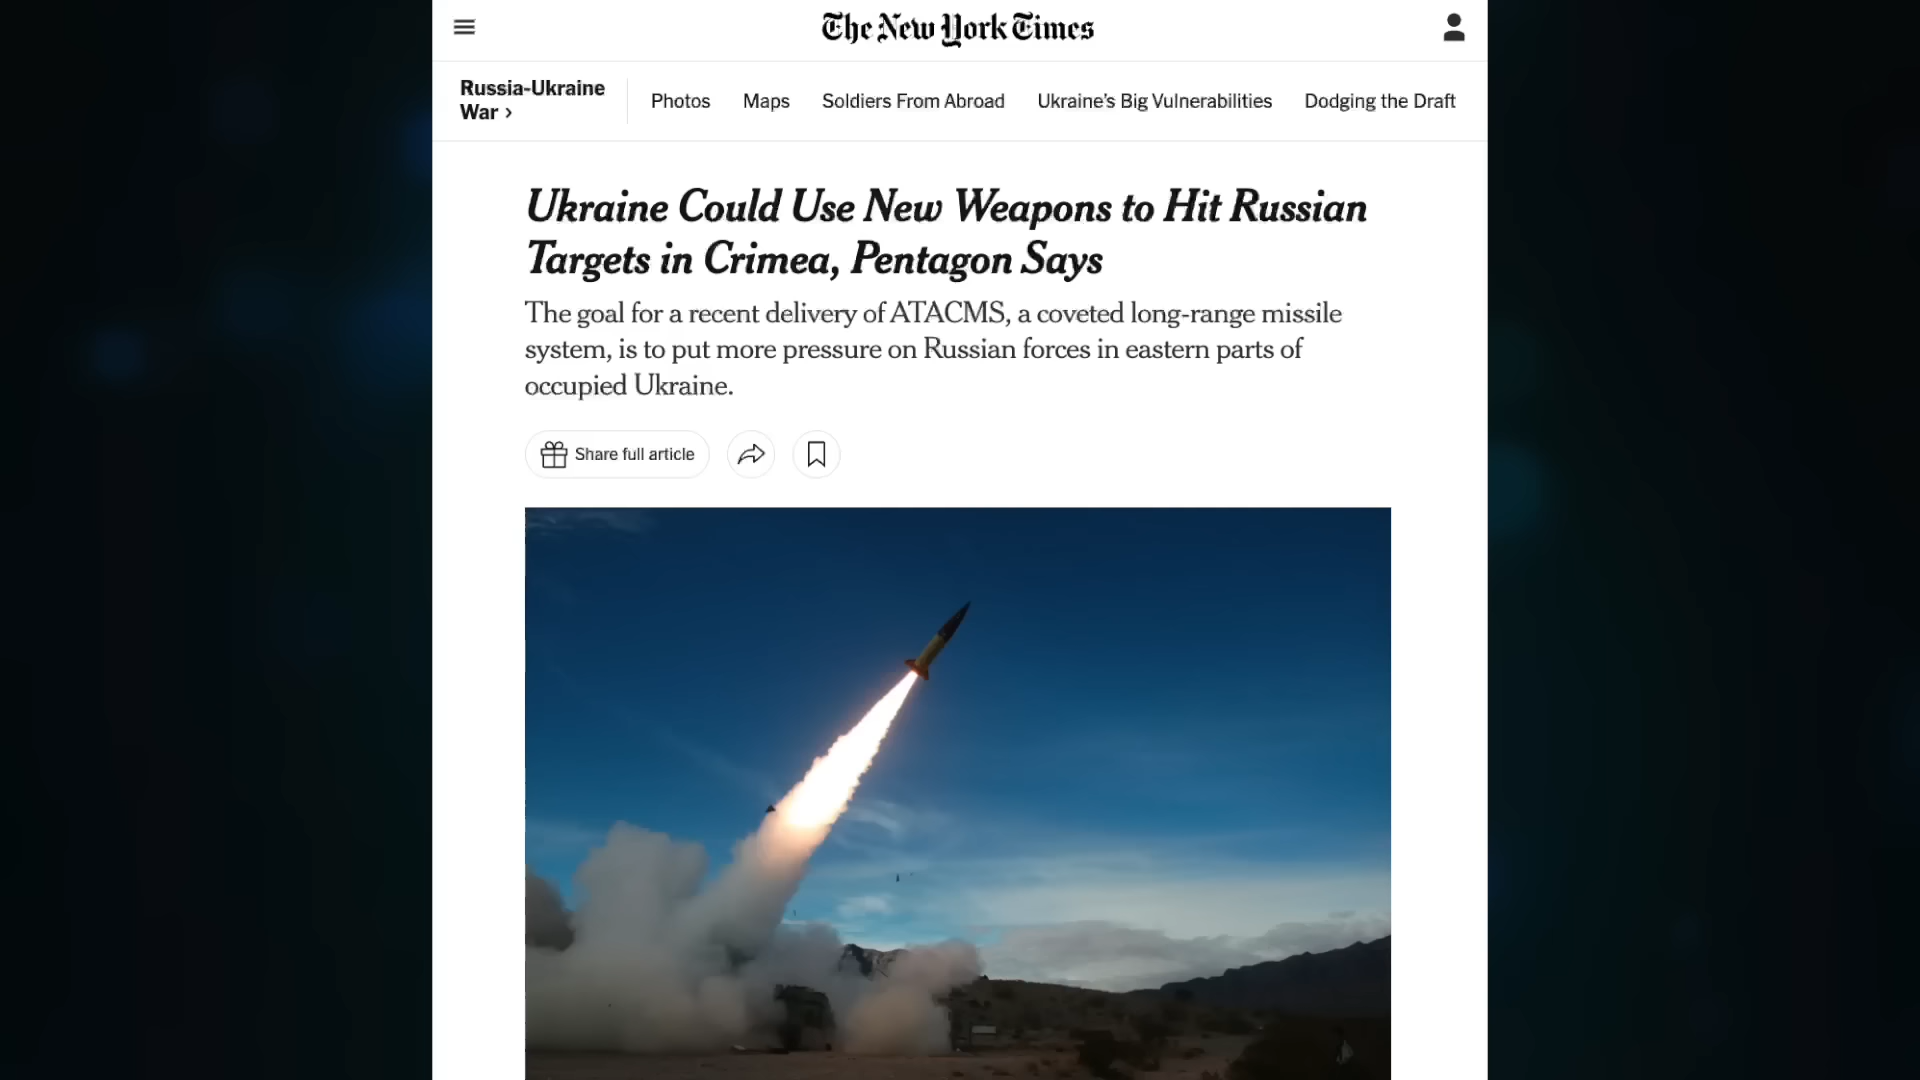 The New York Times
Russia-Ukraine
War ›
Photos
Maps
Soldiers From Abroad
Ukraine’s Big Vulnerabilities
Dodging the Draft
Ukraine Could Use New Weapons to Hit Russian
Targets in Crimea, Pentagon Says
The goal for a recent delivery of ATACMS, a coveted long-range missile
system, is to put more pressure on Russian forces in eastern parts of
occupied Ukraine.
Share full article